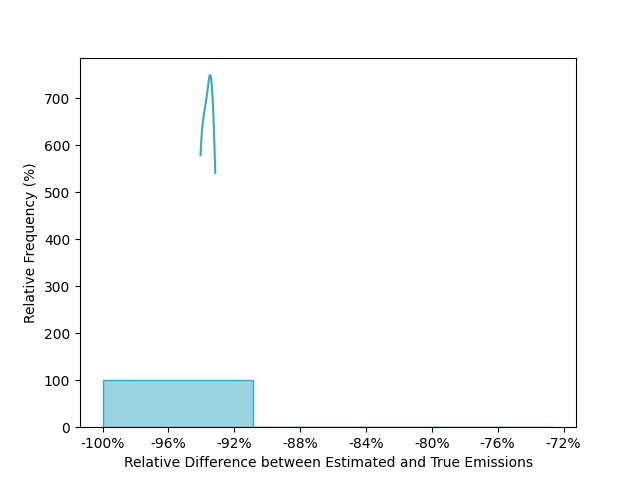 Relative Frequency (%)
700
600
500
400
300
200
100
0
-100% -96% -92% -88% -84% -80% -76% -72%
Relative Difference between Estimated and True Emissions